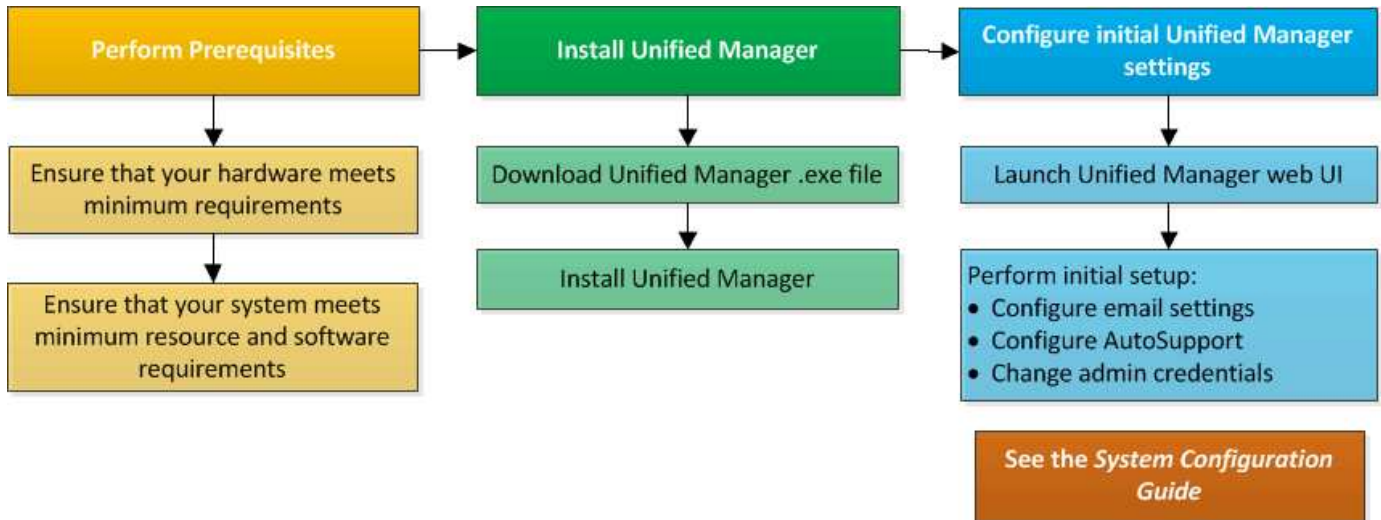 Perform Prerequisites
Install Unified Manager
Configure initial Unified Manager
settings
Ensure that your hardware meets
minimum requirements
Ensure that your system meets
minimum resource and software
requirements
Download Unified Manager .exe file
Install Unified Manager
Launch Unified Manager web UI
Perform initial setup:
• Configure email settings
• Configure AutoSupport
• Change admin credentials
See the System Configuration
Guide